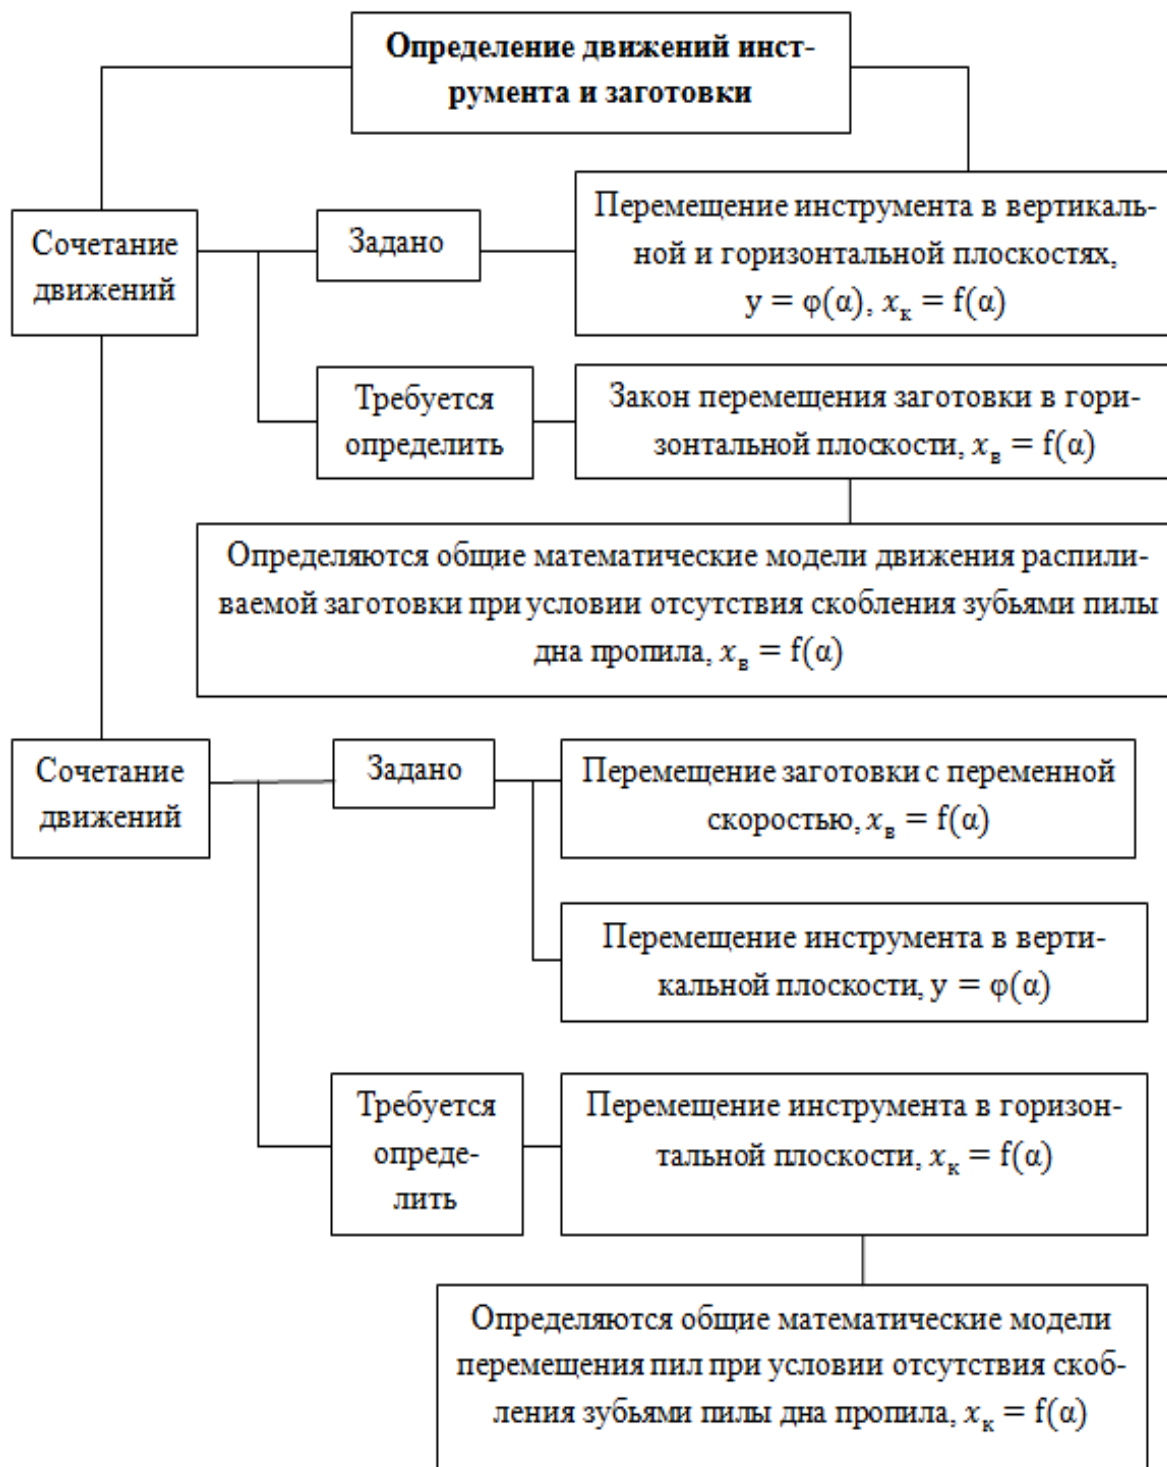 Определение движений инст-
румента и заготовки
Сочетание
движений
Задано
Перемещение инструмента в вертикаль-
ной и горизонтальной плоскостях,
y = φ(α), xк = f(α)
Требуется
определить
Закон перемещения заготовки в гори-
зонтальной плоскости, xв = f(α)
Определяются общие математические модели движения распили-
ваемой заготовки при условии отсутствия скобления зубьями пилы
дна пропила, xв = f(α)
Сочетание
движений
Задано
Перемещение заготовки с переменной
скоростью, xв = f(α)
Перемещение инструмента в верти-
кальной плоскости, y = φ(α)
Требуется
опреде-
лить
Перемещение инструмента в горизон-
тальной плоскости, xк = f(α)
Определяются общие математические модели
перемещения пил при условии отсутствия скоб-
ления зубьями пилы дна пропила, xк = f(α)